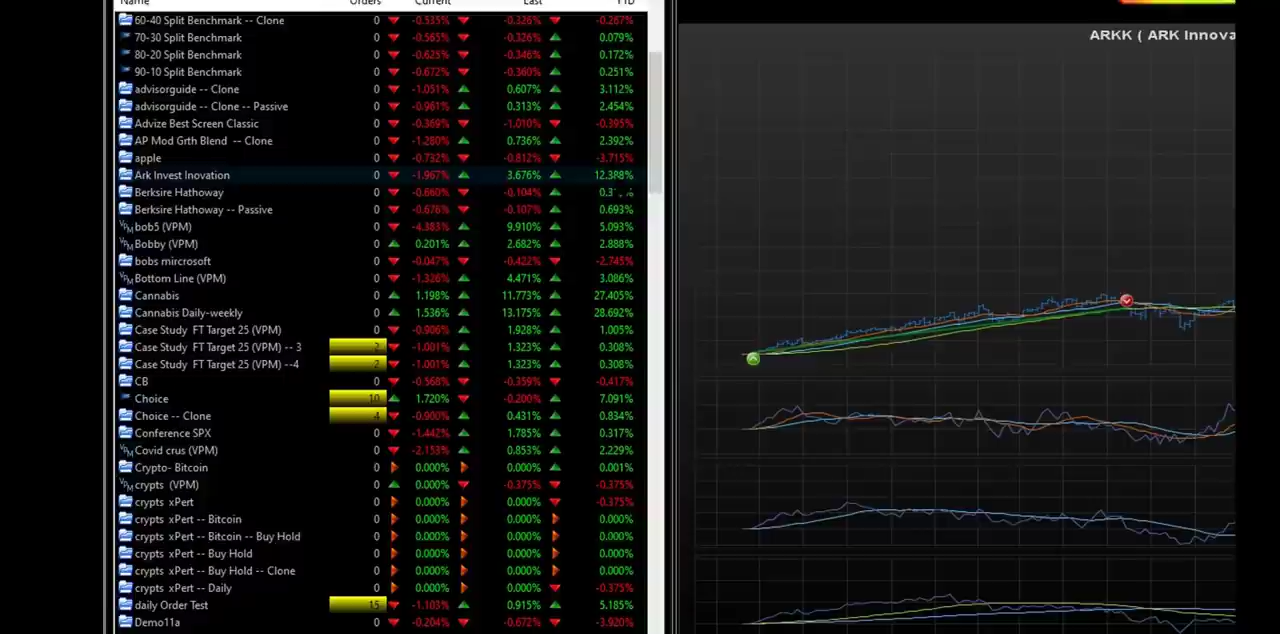 Name Orders Current Last YTD
60-40 Split Benchmark -- Clone 0 -0.535% -0.326% -0.267%
70-30 Split Benchmark 0 -0.565% -0.326% 0.079%
80-20 Split Benchmark 0 -0.625% -0.346% 0.172%
90-10 Split Benchmark 0 -0.672% -0.360% 0.251%
advisorguide -- Clone 0 -1.051% 0.607% 3.112%
advisorguide -- Clone -- Passive 0 -0.961% 0.313% 2.454%
Advize Best Screen Classic 0 -0.369% -1.010% -0.395%
AP Mod Grth Blend -- Clone 0 -1.280% 0.736% 2.392%
apple 0 -0.732% -0.812% -3.715%
Ark Invest Inovation 0 -1.967% 3.676% 12.388%
Berksire Hathoway 0 -0.660% -0.104%
Berksire Hathoway -- Passive 0 -0.676% -0.107% 0.693%
VPM bob5 (VPM) 0 -4.383% 9.910% 5.093%
VPM Bobby (VPM) 0 0.201% 2.682% 2.888%
bobs mircrosoft 0 -0.047% -0.422% -2.745%
VPM Bottom Line (VPM) 0 -1.326% 4.471% 3.086%
Cannabis 0 1.198% 11.773% 27.405%
Cannabis Daily-weekly 0 1.536% 13.175% 28.692%
Case Study FT Target 25 (VPM) 0 -0.906% 1.928% 1.005%
Case Study FT Target 25 (VPM) -- 3 2 -1.001% 1.323% 0.308%
Case Study FT Target 25 (VPM) --4 2 -1.001% 1.323% 0.308%
CB 0 -0.568% -0.359% -0.417%
Choice 10 1.720% -0.200% 7.091%
Choice -- Clone 4 -0.900% 0.431% 0.834%
Conference SPX 0 -1.442% 1.785% 0.317%
VPM Covid crus (VPM) 0 -2.153% 0.853% 2.229%
Crypto- Bitcoin 0 0.000% 0.000% 0.001%
VPM crypts (VPM) 0 0.000% -0.375% -0.375%
crypts xPert 0 0.000% 0.000% -0.375%
crypts xPert -- Bitcoin 0 0.000% 0.000% 0.000%
crypts xPert -- Bitcoin -- Buy Hold 0 0.000% 0.000% 0.000%
crypts xPert -- Buy Hold 0 0.000% 0.000% 0.000%
crypts xPert -- Buy Hold -- Clone 0 0.000% 0.000% 0.000%
crypts xPert -- Daily 0 0.000% 0.000% -0.375%
daily Order Test 15 -1.103% 0.915% 5.185%
Demo11a 0 -0.204% -0.672% -3.920%
ARKK ( ARK Innova